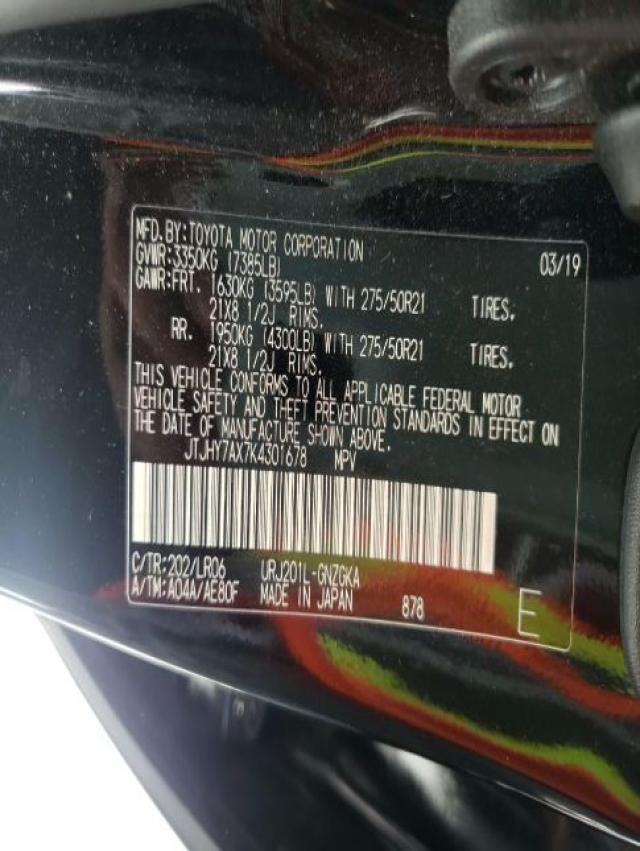 MFD.BY:TOYOTA MOTOR CORPORATION 03/19
GVWR:3350KG (7385LB)
GAWR:FRT. 1630KG (3595LB) WITH 275/50R21 TIRES,
21X8 1/2J RIMS.
RR. 1950KG (4300LB) WITH 275/50R21 TIRES,
21X8 1/2J RIMS.
THIS VEHICLE CONFORMS TO ALL APPLICABLE FEDERAL MOTOR
VEHICLE SAFETY AND THEFT PREVENTION STANDARDS IN EFFECT ON
THE DATE OF MANUFACTURE SHOWN ABOVE.
JTJHY7AX7K4301678 MPV
C/TR:202/LR06 URJ201L-GNZGKA
A/TM:A04A/AE80F MADE IN JAPAN 878 E